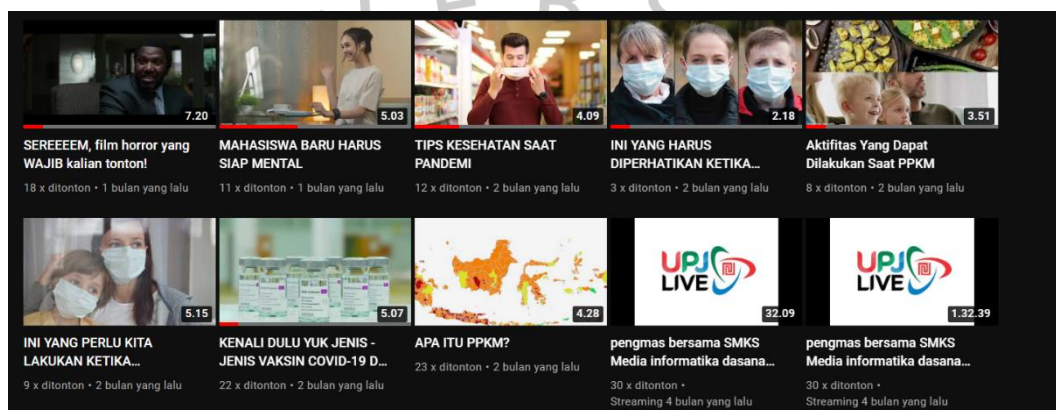 7.20
5.03
4.09
2.18
3.51
SEREEEEM, film horror yang
WAJIB kalian tonton!
18 x ditonton • 1 bulan yang lalu
MAHASISWA BARU HARUS
SIAP MENTAL
11 x ditonton • 1 bulan yang lalu
TIPS KESEHATAN SAAT
PANDEMI
12 x ditonton • 2 bulan yang lalu
INI YANG HARUS
DIPERHATIKAN KETIKA...
3 x ditonton • 2 bulan yang lalu
Aktifitas Yang Dapat
Dilakukan Saat PPKM
8 x ditonton • 2 bulan yang lalu
5.15
5.07
4.28
UPJ
LIVE
32.09
UPJ
LIVE
1.32.39
INI YANG PERLU KITA
LAKUKAN KETIKA...
9 x ditonton • 2 bulan yang lalu
KENALI DULU YUK JENIS -
JENIS VAKSIN COVID-19 D...
22 x ditonton • 2 bulan yang lalu
APA ITU PPKM?
23 x ditonton • 2 bulan yang lalu
pengmas bersama SMKS
Media informatika dasana...
30 x ditonton •
Streaming 4 bulan yang lalu
pengmas bersama SMKS
Media informatika dasana...
30 x ditonton •
Streaming 4 bulan yang lalu